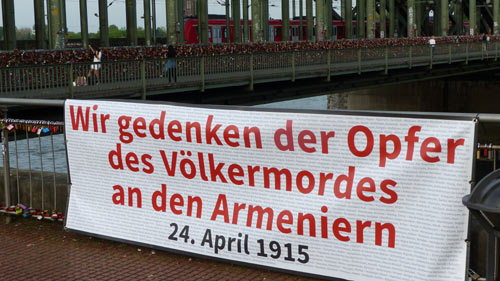 Wir gedenken der Opfer
des Völkermordes
an den Armeniern
24. April 1915